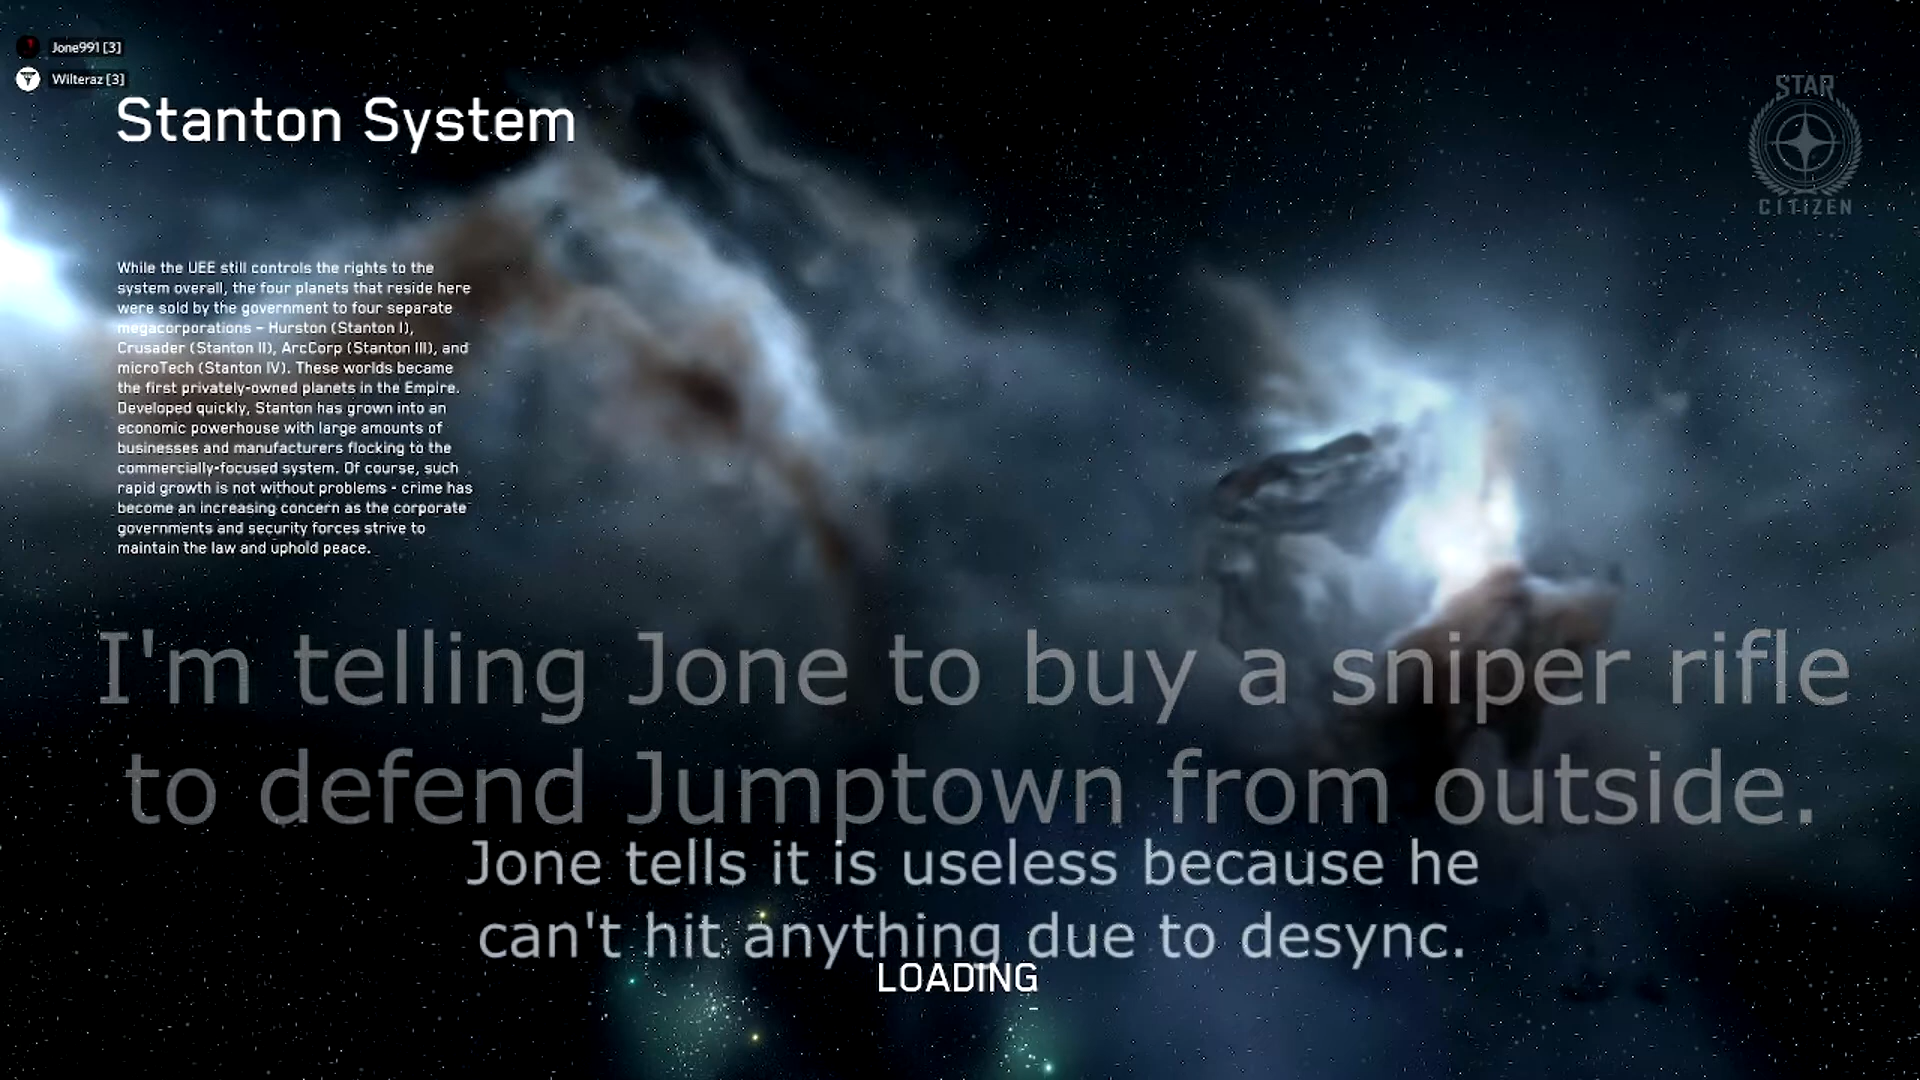 Jone991 [3]
Wilteraz [3]
Stanton System
STAR
CITIZEN
While the UEE still controls the rights to the
system overall, the four planets that reside here
were sold by the government to four separate
megacorporations – Hurston (Stanton I),
Crusader (Stanton II), ArcCorp (Stanton III), and
microTech (Stanton IV). These worlds became
the first privately-owned planets in the Empire.
Developed quickly, Stanton has grown into an
economic powerhouse with large amounts of
businesses and manufacturers flocking to the
commercially-focused system. Of course, such
rapid growth is not without problems - crime has
become an increasing concern as the corporate
governments and security forces strive to
maintain the law and uphold peace.
I'm telling Jone to buy a sniper rifle
to defend Jumptown from outside.
Jone tells it is useless because he
can't hit anything due to desync.
LOADING